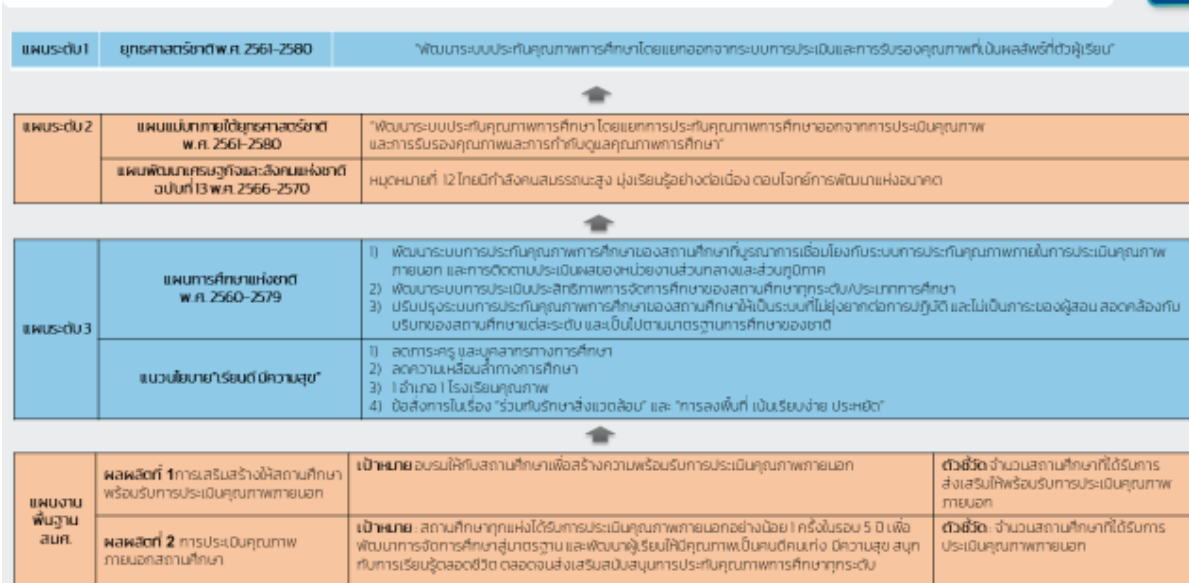 แผนระดับ 1
ยุทธศาสตร์ชาติ พ.ศ. 2561-2580
"พัฒนาระบบประกันคุณภาพการศึกษาโดยแยกออกจากระบบการประเมินและการรับรองคุณภาพที่เน้นผลลัพธ์ที่ตัวผู้เรียน"
แผนระดับ 2
แผนแม่บทภายใต้ยุทธศาสตร์ชาติ
พ.ศ. 2561-2580
"พัฒนาระบบประกันคุณภาพการศึกษา โดยแยกการประกันคุณภาพการศึกษาออกจากการประเมินคุณภาพ
และการรับรองคุณภาพและการกำกับดูแลคุณภาพการศึกษา"
แผนพัฒนาเศรษฐกิจและสังคมแห่งชาติ
ฉบับที่ 13 พ.ศ. 2566-2570
หมุดหมายที่ 12 ไทยมีกำลังคนสมรรถนะสูง มุ่งเรียนรู้อย่างต่อเนื่อง ตอบโจทย์การพัฒนาแห่งอนาคต
แผนระดับ 3
แผนการศึกษาแห่งชาติ
พ.ศ. 2560-2579
1) พัฒนาระบบการประกันคุณภาพการศึกษาของสถานศึกษาที่บูรณาการเชื่อมโยงกับระบบการประกันคุณภาพภายในการประเมินคุณภาพ
ภายนอก และการติดตามประเมินผลของหน่วยงานส่วนกลางและส่วนภูมิภาค
2) พัฒนาระบบการประเมินประสิทธิภาพการจัดการศึกษาของสถานศึกษาทุกระดับ/ประเภทการศึกษา
3) ปรับปรุงระบบการประกันคุณภาพการศึกษาของสถานศึกษาให้เป็นระบบที่ไม่ยุ่งยากต่อการปฏิบัติ และไม่เป็นภาระของผู้สอน สอดคล้องกับ
บริบทของสถานศึกษาแต่ละระดับ และเป็นไปตามมาตรฐานการศึกษาของชาติ
แนวนโยบาย"เรียนดี มีความสุข"
1) ลดภาระครู และบุคลากรทางการศึกษา
2) ลดความเหลื่อมล้ำทางการศึกษา
3) 1 อำเภอ 1 โรงเรียนคุณภาพ
4) ข้อสั่งการในเรื่อง "ร่วมกันรักษาสิ่งแวดล้อม" และ "การลงพื้นที่ เน้นเรียบง่าย ประหยัด"
แผนงาน
พื้นฐาน
สมศ.
ผลผลิตที่ 1การเสริมสร้างให้สถานศึกษา
พร้อมรับการประเมินคุณภาพภายนอก
เป้าหมาย อบรมให้กับสถานศึกษาเพื่อสร้างความพร้อมรับการประเมินคุณภาพภายนอก
ตัวชี้วัด จำนวนสถานศึกษาที่ได้รับการ
ส่งเสริมให้พร้อมรับการประเมินคุณภาพ
ภายนอก
ผลผลิตที่ 2 การประเมินคุณภาพ
ภายนอกสถานศึกษา
เป้าหมาย : สถานศึกษาทุกแห่งได้รับการประเมินคุณภาพภายนอกอย่างน้อย 1 ครั้งในรอบ 5 ปี เพื่อ
พัฒนาการจัดการศึกษาสู่มาตรฐาน และพัฒนาผู้เรียนให้มีคุณภาพเป็นคนดีคนเก่ง มีความสุข สนุก
กับการเรียนรู้ตลอดชีวิต ตลอดจนส่งเสริมสนับสนุนการประกันคุณภาพการศึกษาทุกระดับ
ตัวชี้วัด : จำนวนสถานศึกษาที่ได้รับการ
ประเมินคุณภาพภายนอก